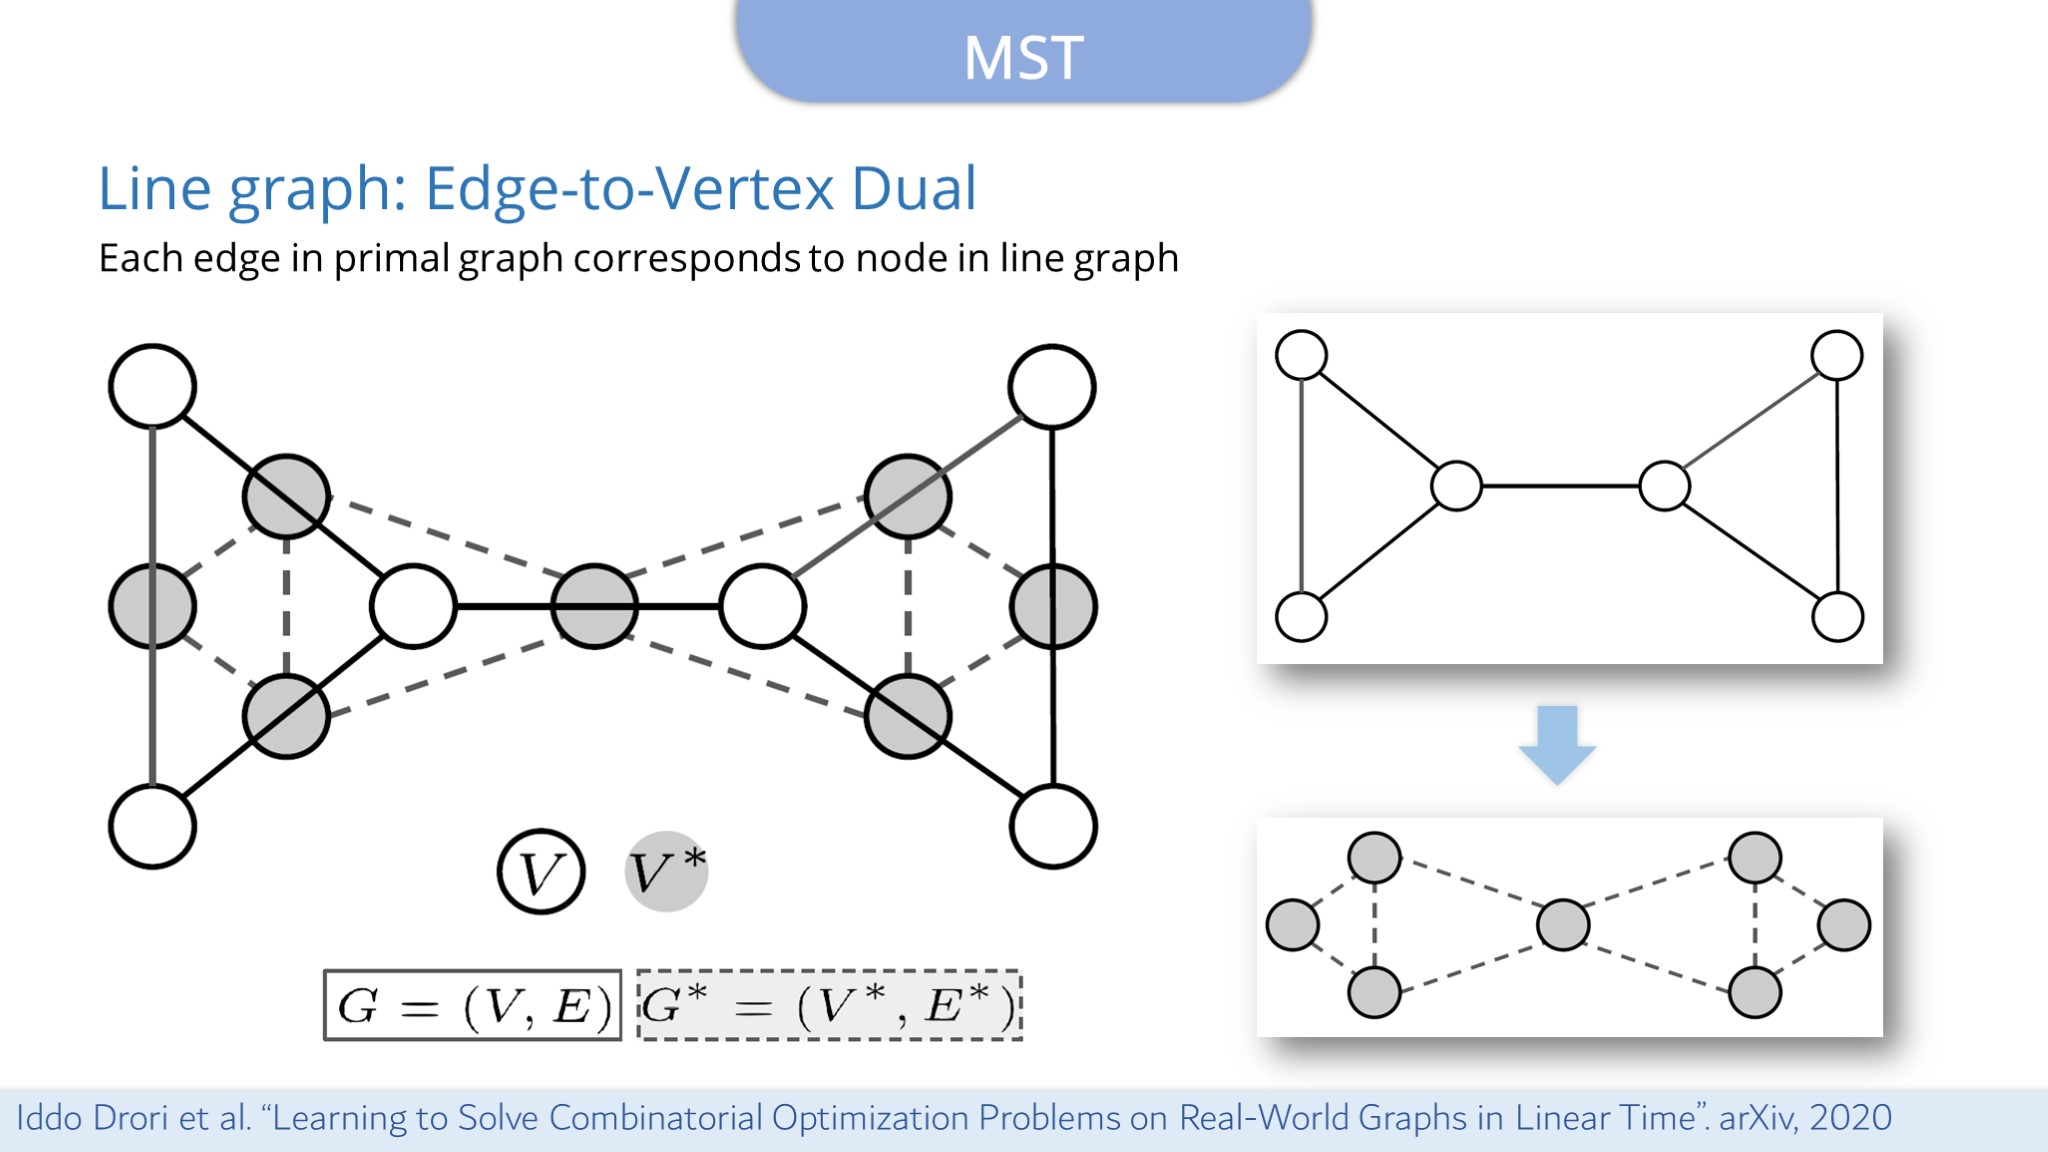 MST
Line graph: Edge-to-Vertex Dual
Each edge in primal graph corresponds to node in line graph
V V*
G = (V, E) G* = (V*, E*)
Iddo Drori et al. “Learning to Solve Combinatorial Optimization Problems on Real-World Graphs in Linear Time”. arXiv, 2020